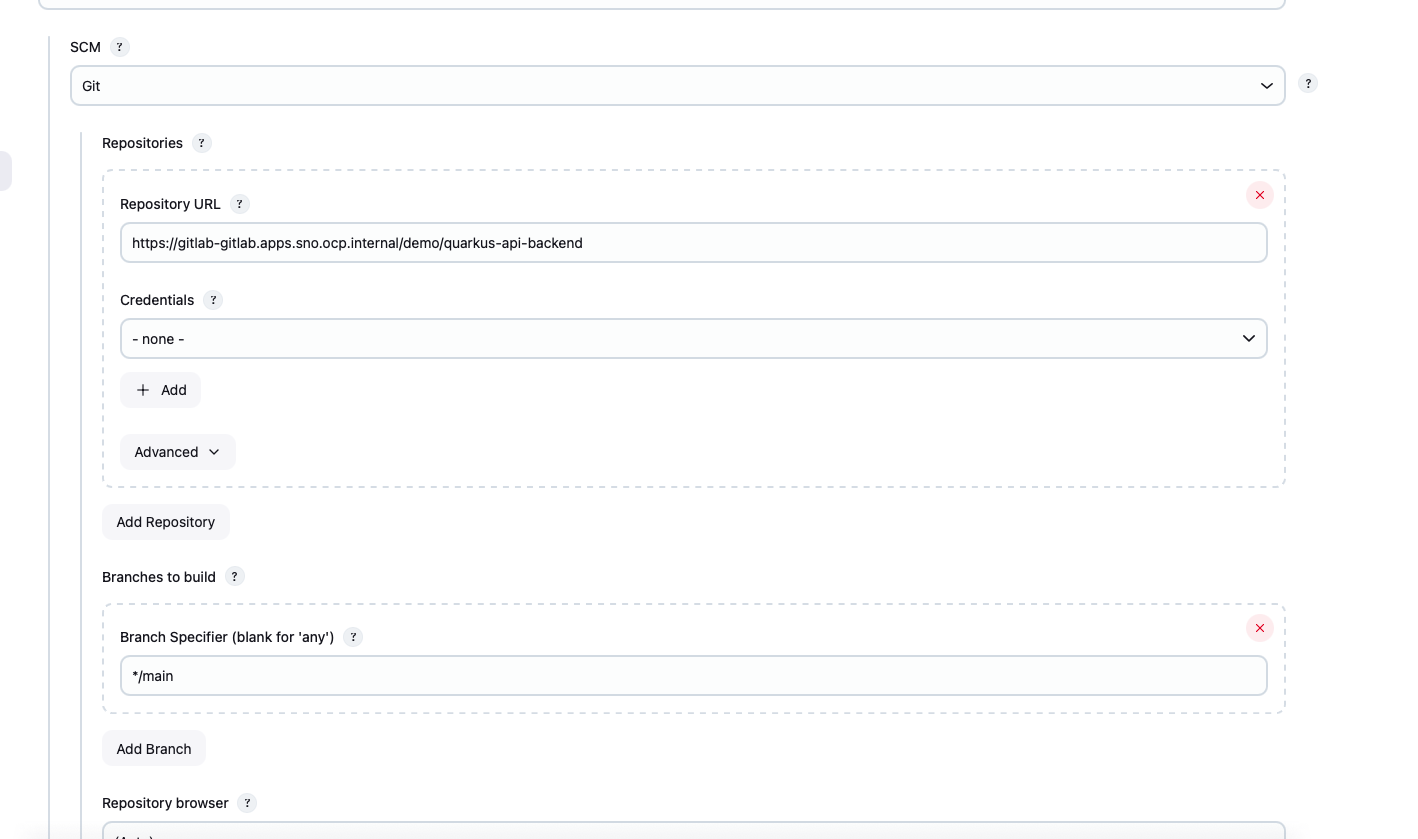 SCM ?
Git
?
Repositories ?
Repository URL ?
https://gitlab-gitlab.apps.sno.ocp.internal/demo/quarkus-api-backend
Credentials ?
- none -
+ Add
Advanced
Add Repository
Branches to build ?
Branch Specifier (blank for 'any') ?
*/main
Add Branch
Repository browser ?